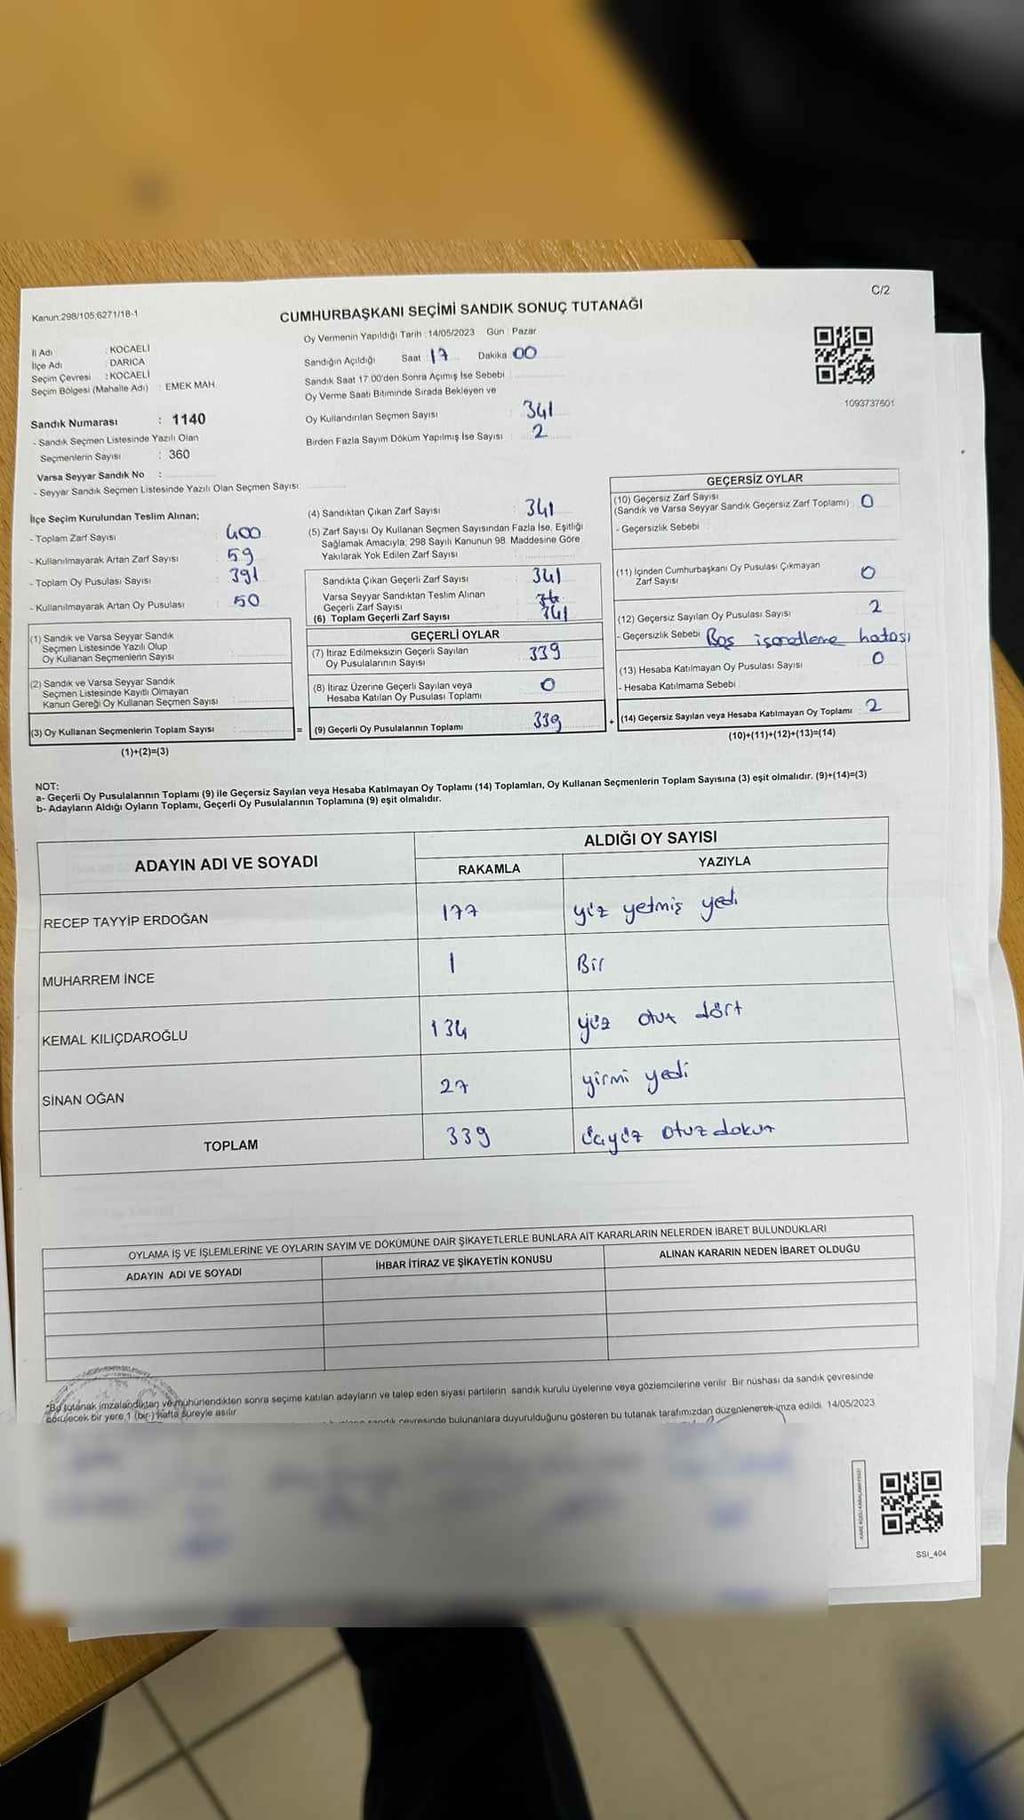 C/2
Kanun:298/105;6271/18-1
CUMHURBAŞKANI SEÇİMİ SANDIK SONUÇ TUTANAĞI
Oy Vermenin Yapıldığı Tarih : 14/05/2023 Gün : Pazar
İl Adı : KOCAELİ
İlçe Adı : DARICA
Seçim Çevresi : KOCAELİ
Seçim Bölgesi (Mahalle Adı) : EMEK MAH.
Sandık Numarası : 1140
- Sandık Seçmen Listesinde Yazılı Olan
Seçmenlerin Sayısı : 360
Varsa Seyyar Sandık No :
- Seyyar Sandık Seçmen Listesinde Yazılı Olan Seçmen Sayısı:
Sandığın Açıldığı Saat 17 Dakika 00
Sandık Saat 17:00'den Sonra Açımış İse Sebebi
Oy Verme Saati Bitiminde Sırada Bekleyen ve
Oy Kullandırılan Seçmen Sayısı : 341
Birden Fazla Sayım Döküm Yapılmış İse Sayısı : 2
1093737501
İlçe Seçim Kurulundan Teslim Alınan;
- Toplam Zarf Sayısı 400
- Kullanılmayarak Artan Zarf Sayısı 59
- Toplam Oy Pusulası Sayısı 391
- Kullanılmayarak Artan Oy Pusulası 50
(1) Sandık ve Varsa Seyyar Sandık
Seçmen Listesinde Yazılı Olup
Oy Kullanan Seçmenlerin Sayısı
(2) Sandık ve Varsa Seyyar Sandık
Seçmen Listesinde Kayıtlı Olmayan
Kanun Gereği Oy Kullanan Seçmen Sayısı
(3) Oy Kullanan Seçmenlerin Toplam Sayısı
(1)+(2)=(3)
(4) Sandıktan Çıkan Zarf Sayısı 341
(5) Zarf Sayısı Oy Kullanan Seçmen Sayısından Fazla İse, Eşitliği
Sağlamak Amacıyla, 298 Sayılı Kanunun 98. Maddesine Göre
Yakılarak Yok Edilen Zarf Sayısı
Sandıkta Çıkan Geçerli Zarf Sayısı 341
Varsa Seyyar Sandıktan Teslim Alınan
Geçerli Zarf Sayısı
(6) Toplam Geçerli Zarf Sayısı 341
GEÇERLİ OYLAR
(7) İtiraz Edilmeksizin Geçerli Sayılan
Oy Pusulalarının Sayısı 339
(8) İtiraz Üzerine Geçerli Sayılan veya
Hesaba Katılan Oy Pusulası Toplamı 0
= (9) Geçerli Oy Pusulalarının Toplamı 339
GEÇERSİZ OYLAR
(10) Geçersiz Zarf Sayısı
(Sandık ve Varsa Seyyar Sandık Geçersiz Zarf Toplamı) 0
- Geçersizlik Sebebi
(11) İçinden Cumhurbaşkanı Oy Pusulası Çıkmayan
Zarf Sayısı 0
(12) Geçersiz Sayılan Oy Pusulası Sayısı 2
- Geçersizlik Sebebi Boş işaretleme hatası
(13) Hesaba Katılmayan Oy Pusulası Sayısı 0
- Hesaba Katılmama Sebebi
+ (14) Geçersiz Sayılan veya Hesaba Katılmayan Oy Toplamı 2
(10)+(11)+(12)+(13)=(14)
NOT:
a- Geçerli Oy Pusulalarının Toplamı (9) ile Geçersiz Sayılan veya Hesaba Katılmayan Oy Toplamı (14) Toplamları, Oy Kullanan Seçmenlerin Toplam Sayısına (3) eşit olmalıdır. (9)+(14)=(3)
b- Adayların Aldığı Oyların Toplamı, Geçerli Oy Pusulalarının Toplamına (9) eşit olmalıdır.
ADAYIN ADI VE SOYADI ALDIĞI OY SAYISI
RAKAMLA YAZIYLA
RECEP TAYYİP ERDOĞAN 177 yüz yetmiş yedi
MUHARREM İNCE 1 Bir
KEMAL KILIÇDAROĞLU 134 yüz otuz dört
SİNAN OĞAN 27 yirmi yedi
TOPLAM 339 üçyüz otuz dokuz
OYLAMA İŞ VE İŞLEMLERİNE VE OYLARIN SAYIM VE DÖKÜMÜNE DAİR ŞİKAYETLERLE BUNLARA AİT KARARLARIN NELERDEN İBARET BULUNDUKLARI
ADAYIN ADI VE SOYADI İHBAR İTİRAZ VE ŞİKAYETİN KONUSU ALINAN KARARIN NEDEN İBARET OLDUĞU
*Bu tutanak imzalandıktan ve mühürlendikten sonra seçime katılan adayların ve talep eden siyasi partilerin sandık kurulu üyelerine veya gözlemcilerine verilir. Bir nüshası da sandık çevresinde
görülecek bir yere 1 (bir) hafta süreyle asılır.
sandık çevresinde bulunanlara duyurulduğunu gösteren bu tutanak tarafımızdan düzenlenerek imza edildi. 14/05/2023
SSI_404